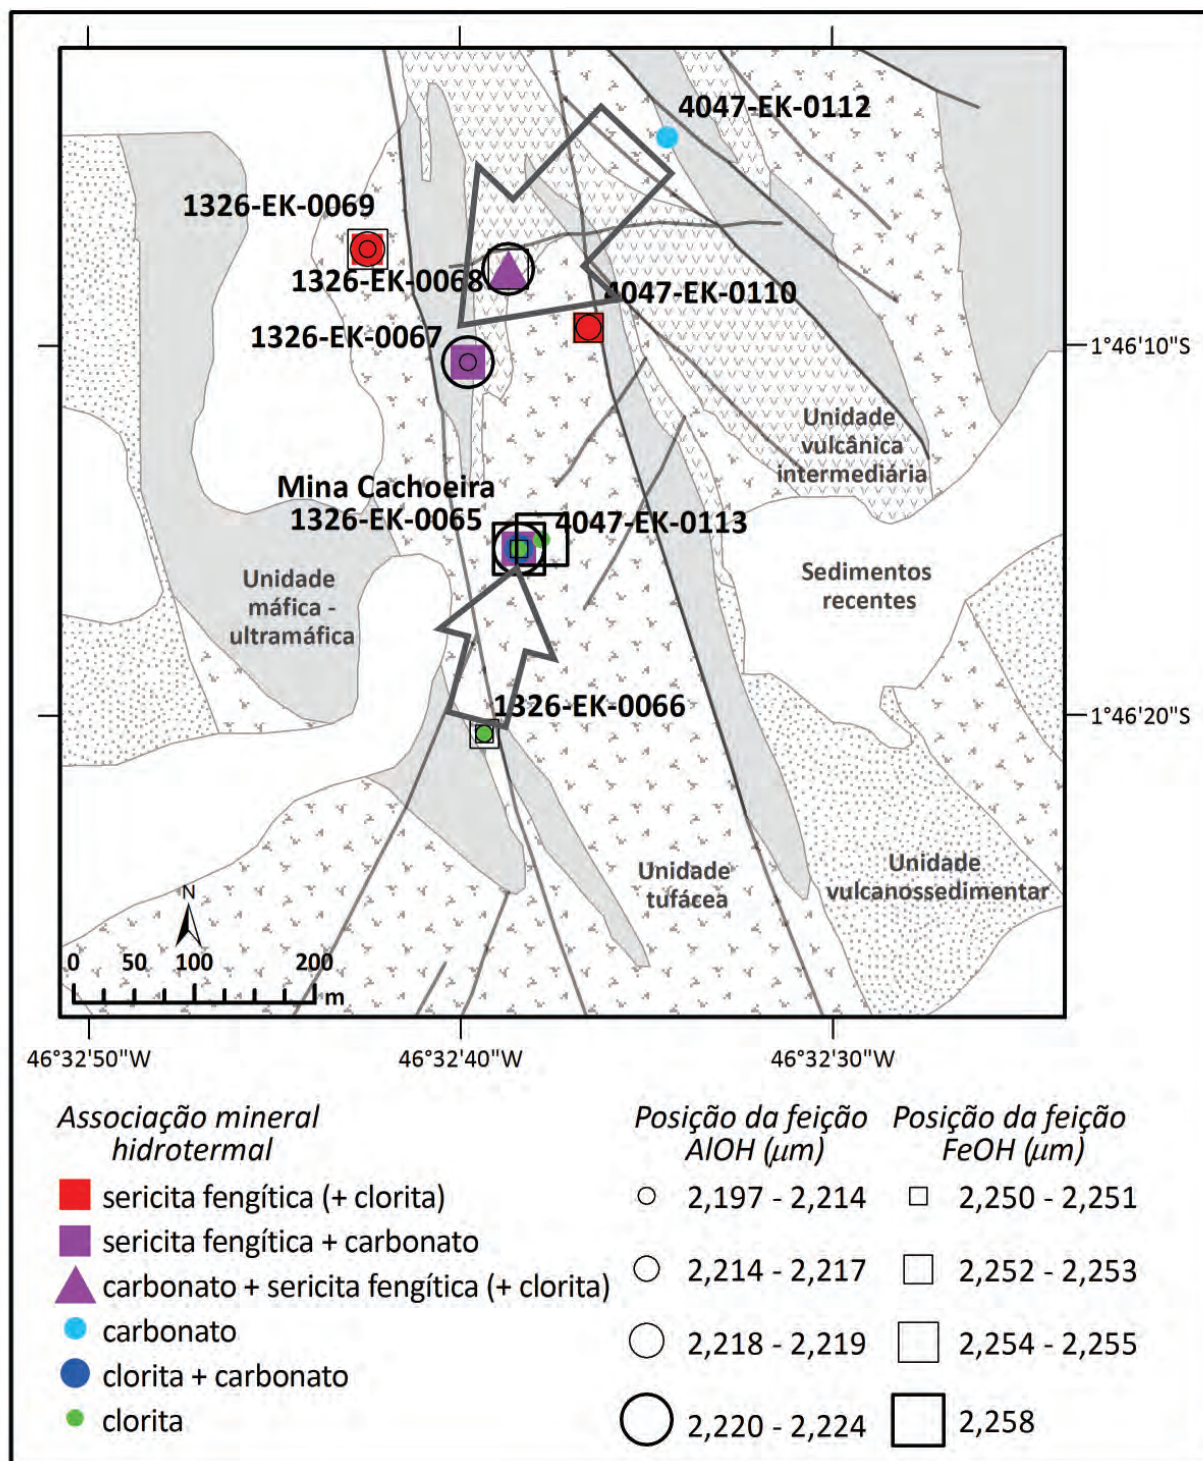 4047-EK-0112
1326-EK-0069
1326-EK-0068
4047-EK-0110
1326-EK-0067
1°46'10"S
Unidade
vulcânica
intermediária
Mina Cachoeira
1326-EK-0065
4047-EK-0113
Unidade
máfica -
ultramáfica
Sedimentos
recentes
1326-EK-0066
1°46'20"S
Unidade
tufácea
Unidade
vulcanossedimentar
N
0 50 100 200
m
46°32'50"W 46°32'40"W 46°32'30"W
Associação mineral
hidrotermal
sericita fengítica (+ clorita)
sericita fengítica + carbonato
carbonato + sericita fengítica (+ clorita)
carbonato
clorita + carbonato
clorita
Posição da feição
AlOH (µm)
2,197 - 2,214
2,214 - 2,217
2,218 - 2,219
2,220 - 2,224
Posição da feição
FeOH (µm)
2,250 - 2,251
2,252 - 2,253
2,254 - 2,255
2,258